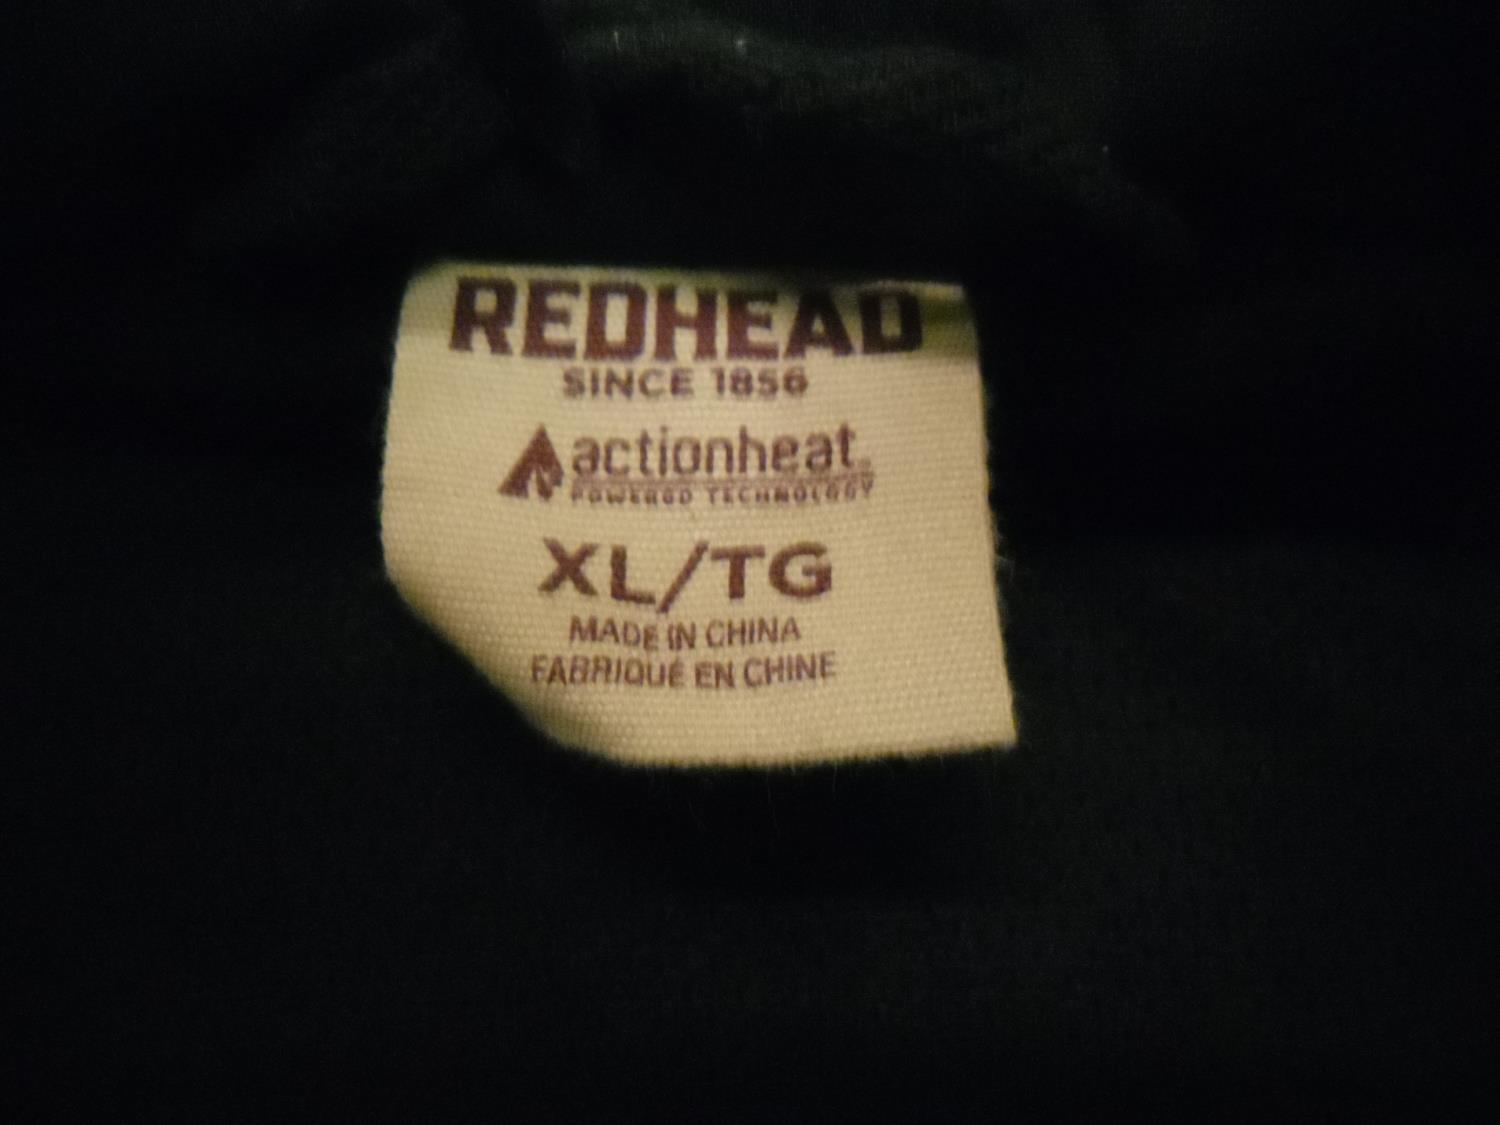 REDHEAD
SINCE 1856
actionheat
POWERED TECHNOLOGY
XL/TG
MADE IN CHINA
FABRIQUÉ EN CHINE